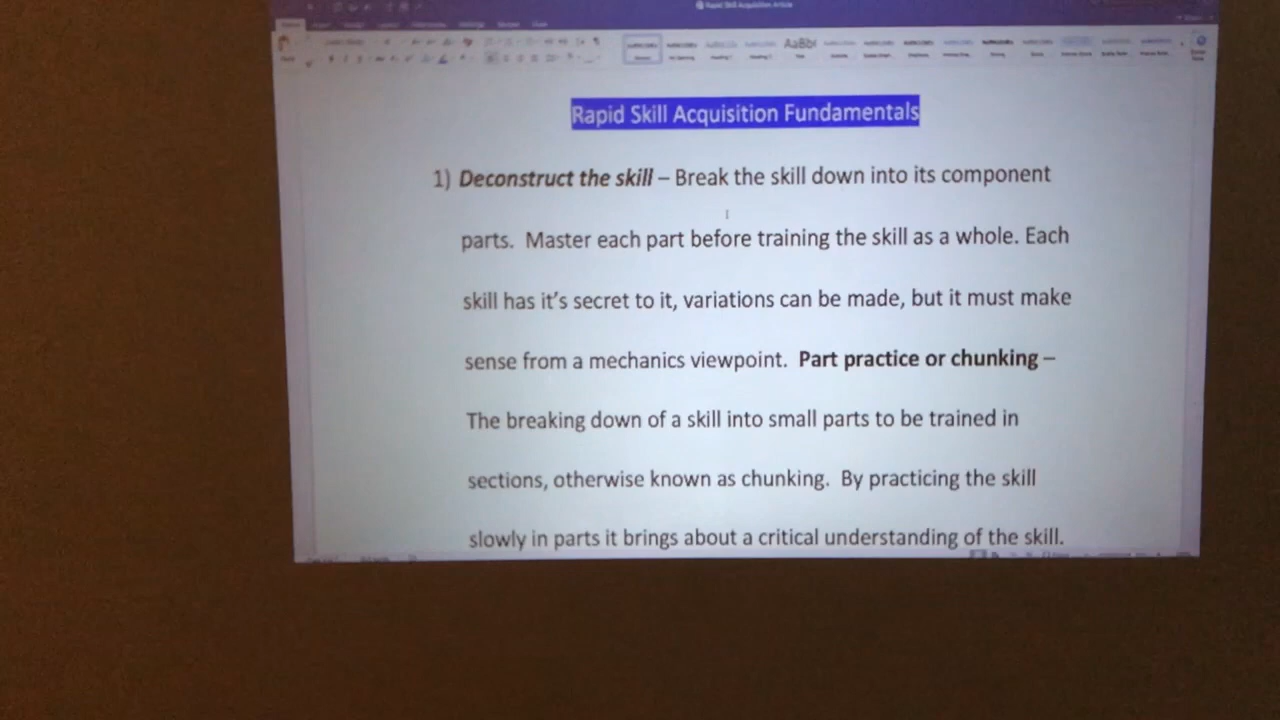 Rapid Skill Acquisition Article
Rapid Skill Acquisition Fundamentals
1) Deconstruct the skill – Break the skill down into its component
parts. Master each part before training the skill as a whole. Each
skill has it's secret to it, variations can be made, but it must make
sense from a mechanics viewpoint. Part practice or chunking –
The breaking down of a skill into small parts to be trained in
sections, otherwise known as chunking. By practicing the skill
slowly in parts it brings about a critical understanding of the skill.